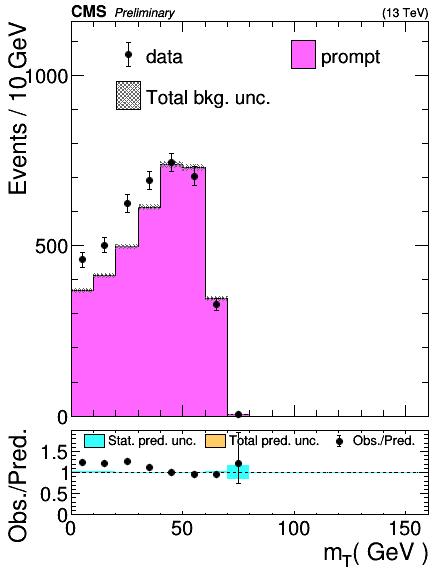 CMS Preliminary (13 TeV)
Events / 10 GeV
data
prompt
Total bkg. unc.
1000
500
0
Obs./Pred.
Stat. pred. unc. Total pred. unc. Obs./Pred.
1.5
1
0.5
0
0 50 100 150
m_T( GeV )